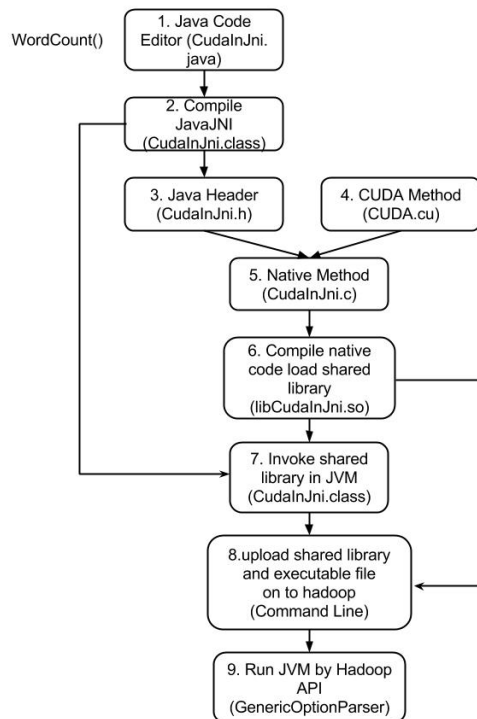 WordCount()
1. Java Code
Editor (CudaInJni.
java)
2. Compile
JavaJNI
(CudaInJni.class)
3. Java Header
(CudaInJni.h)
4. CUDA Method
(CUDA.cu)
5. Native Method
(CudaInJni.c)
6. Compile native
code load shared
library
(libCudaInJni.so)
7. Invoke shared
library in JVM
(CudaInJni.class)
8.upload shared library
and executable file
on to hadoop
(Command Line)
9. Run JVM by Hadoop
API
(GenericOptionParser)